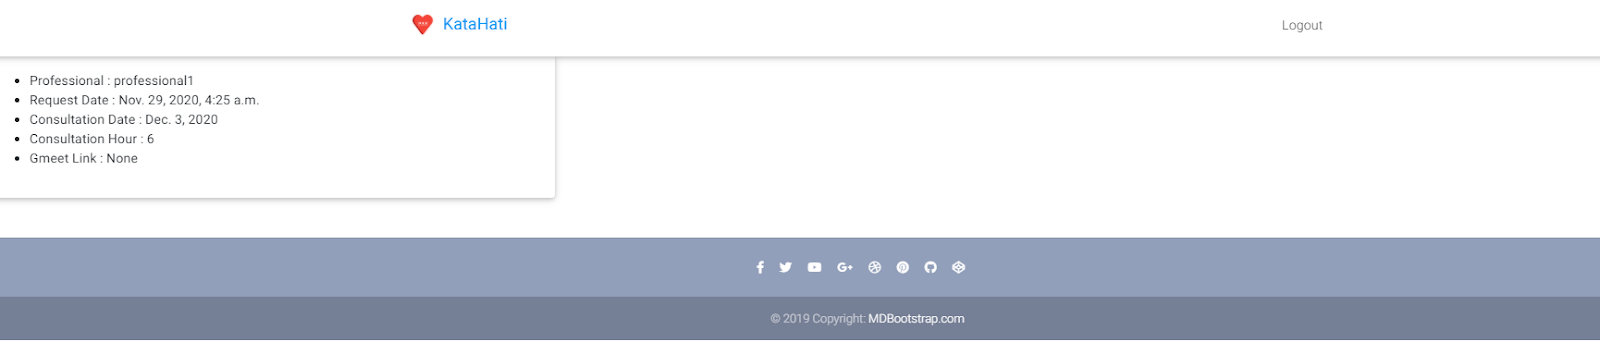 KataHati
Logout
Professional : professional1
Request Date : Nov. 29, 2020, 4:25 a.m.
Consultation Date : Dec. 3, 2020
Consultation Hour : 6
Gmeet Link : None
© 2019 Copyright: MDBootstrap.com